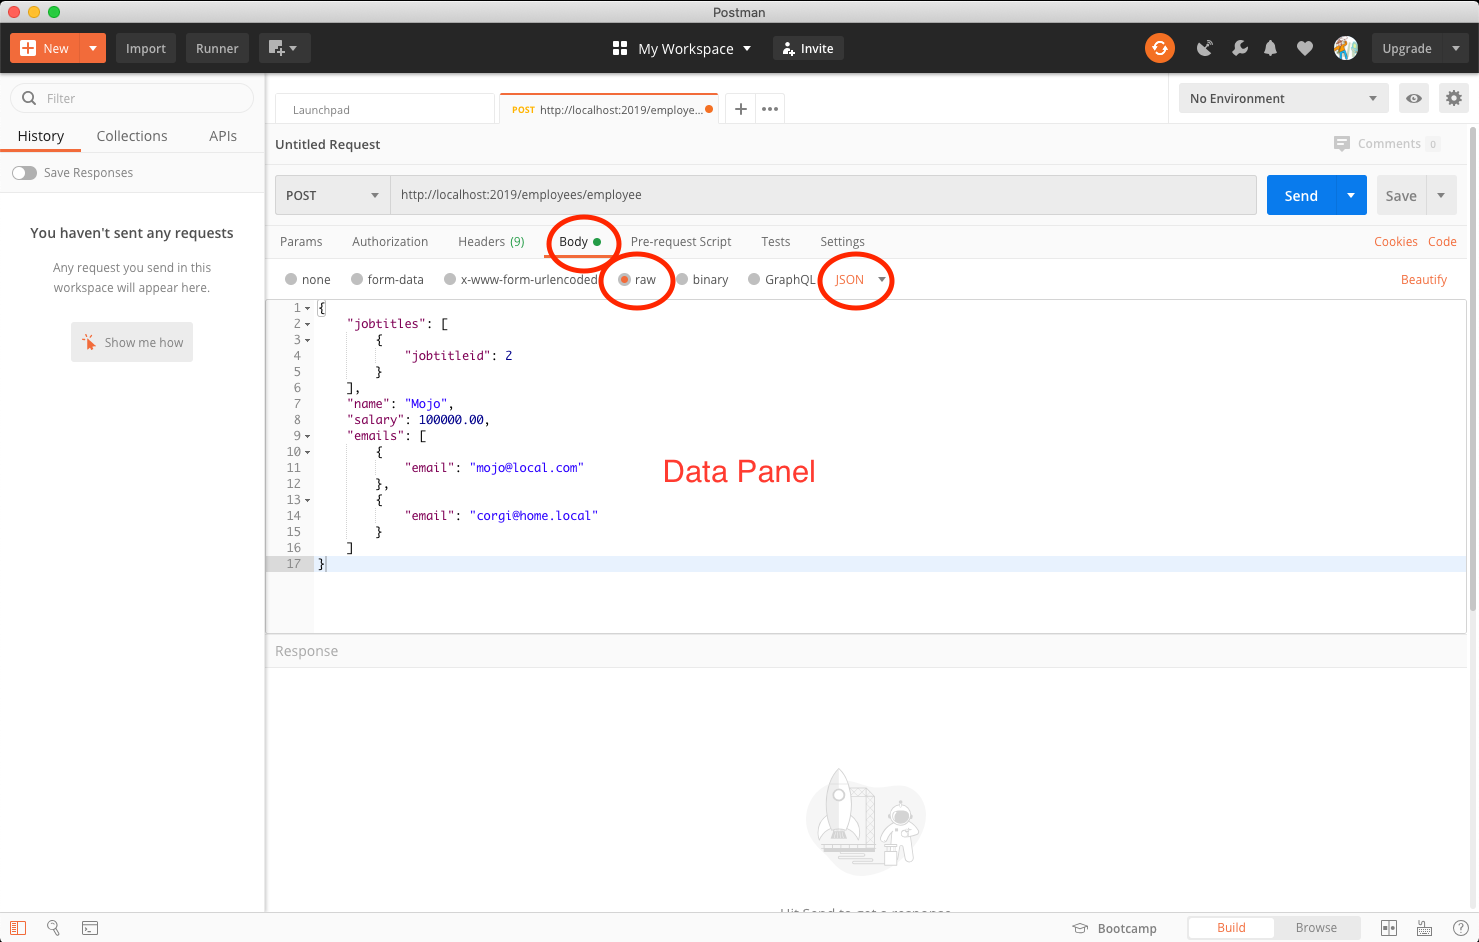 Postman
New Import Runner My Workspace Invite Upgrade
Filter
History Collections APIs
Save Responses
You haven't sent any requests
Any request you send in this
workspace will appear here.
Show me how
Launchpad POST http://localhost:2019/employe... No Environment
Untitled Request Comments 0
POST http://localhost:2019/employees/employee Send Save
Params Authorization Headers (9) Body Pre-request Script Tests Settings Cookies Code
none form-data x-www-form-urlencoded raw binary GraphQL JSON Beautify
1 {
2 "jobtitles": [
3 {
4 "jobtitleid": 2
5 }
6 ],
7 "name": "Mojo",
8 "salary": 100000.00,
9 "emails": [
10 {
11 "email": "mojo@local.com"
12 },
13 {
14 "email": "corgi@home.local"
15 }
16 ]
17 }
Data Panel
Response
Hit Send to get a response
Bootcamp Build Browse